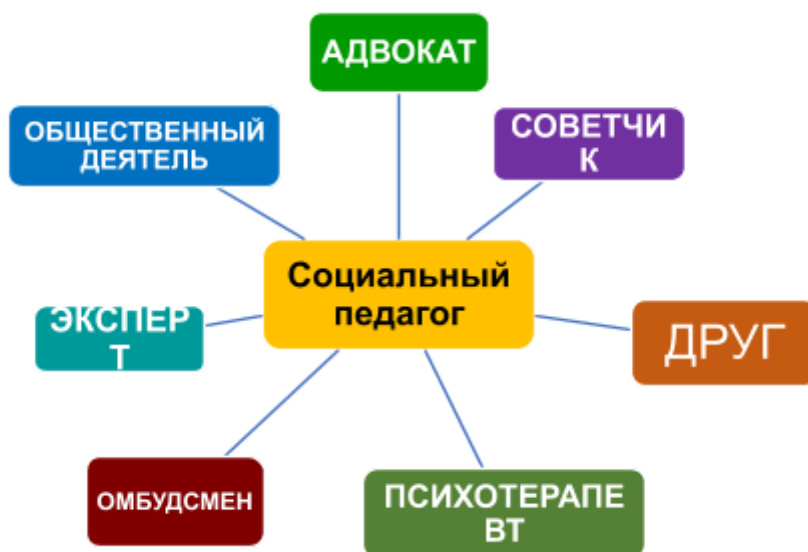 АДВОКАТ
ОБЩЕСТВЕННЫЙ
ДЕЯТЕЛЬ
СОВЕТЧИ
К
Социальный
педагог
ЭКСПЕР
Т
ДРУГ
ОМБУДСМЕН
ПСИХОТЕРАПЕ
ВТ